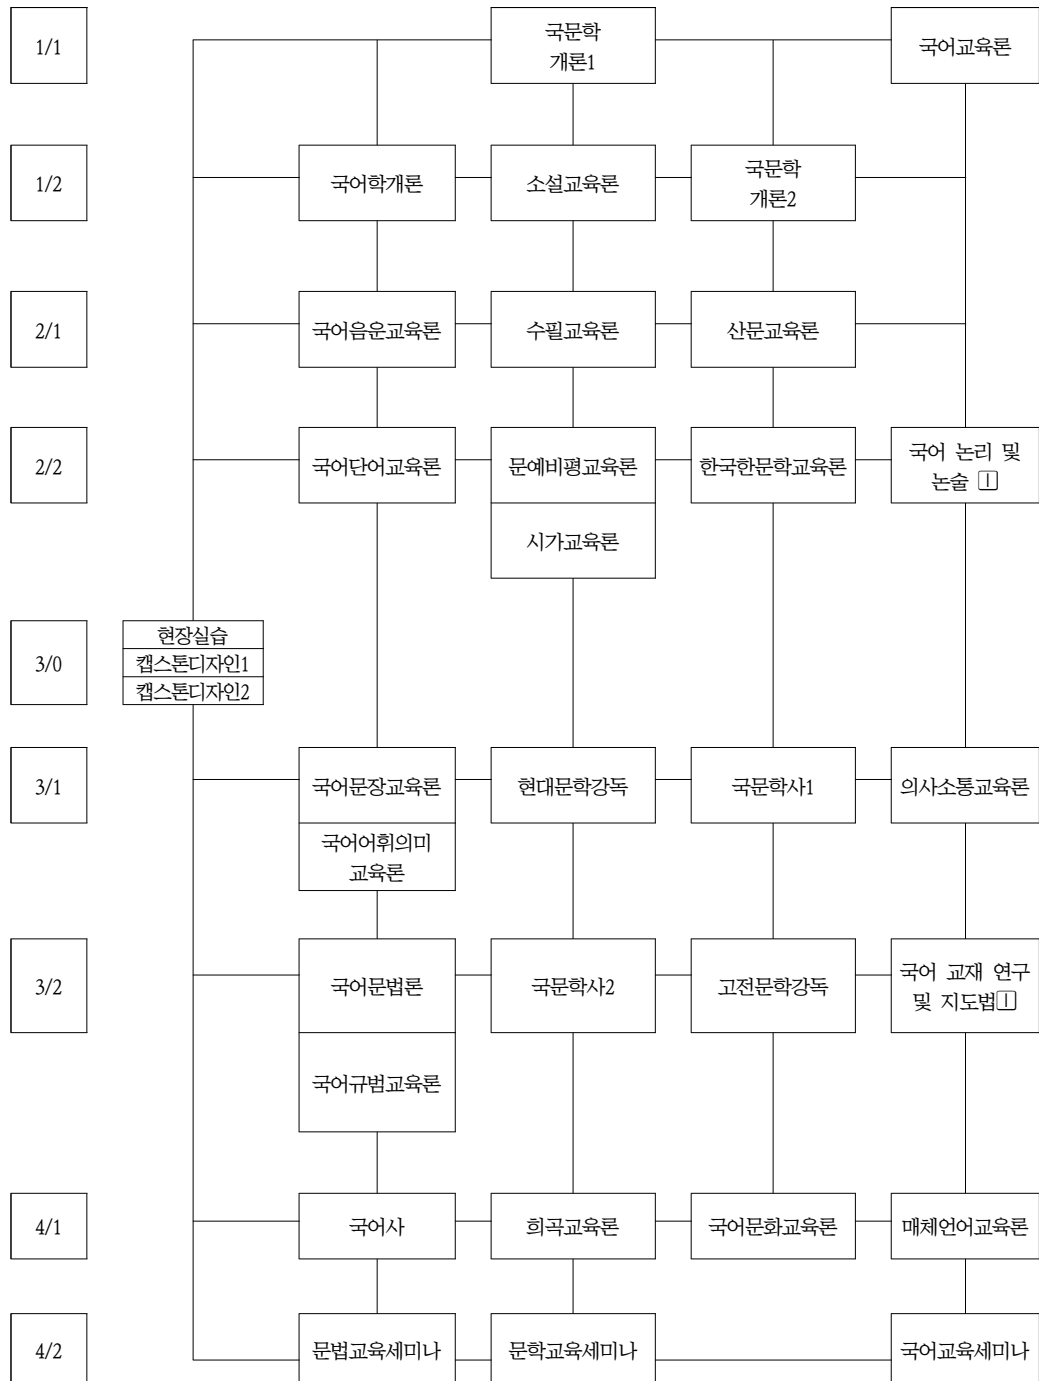 1/1
국문학
개론1
국어교육론
1/2
국어학개론
소설교육론
국문학
개론2
2/1
국어음운교육론
수필교육론
산문교육론
2/2
국어단어교육론
문예비평교육론
한국한문학교육론
국어 논리 및
논술 Ⅰ
시가교육론
3/0
현장실습
캡스톤디자인1
캡스톤디자인2
3/1
국어문장교육론
현대문학강독
국문학사1
의사소통교육론
국어어휘의미
교육론
3/2
국어문법론
국문학사2
고전문학강독
국어 교재 연구
및 지도법Ⅰ
국어규범교육론
4/1
국어사
희곡교육론
국어문화교육론
매체언어교육론
4/2
문법교육세미나
문학교육세미나
국어교육세미나